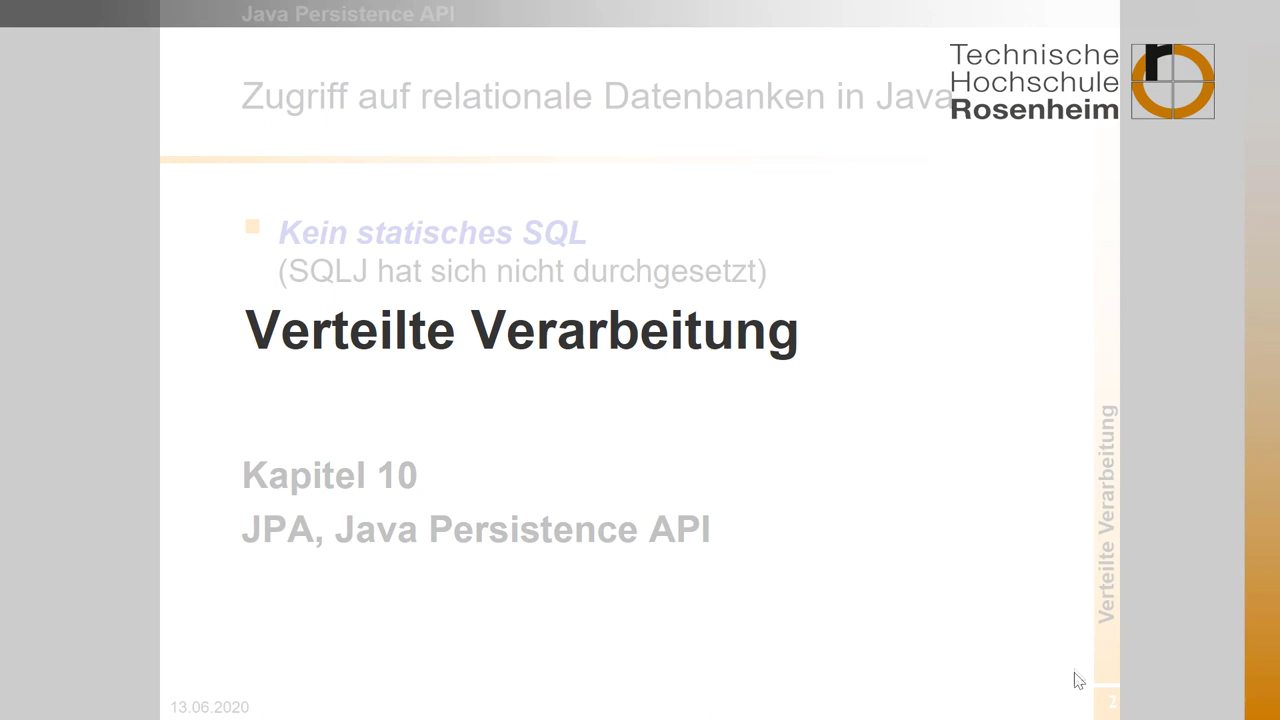 Java Persistence API
Technische
Hochschule
Rosenheim
Zugriff auf relationale Datenbanken in Java
Kein statisches SQL
(SQLJ hat sich nicht durchgesetzt)
Verteilte Verarbeitung
Kapitel 10
JPA, Java Persistence API
Verteilte Verarbeitung
13.06.2020
2